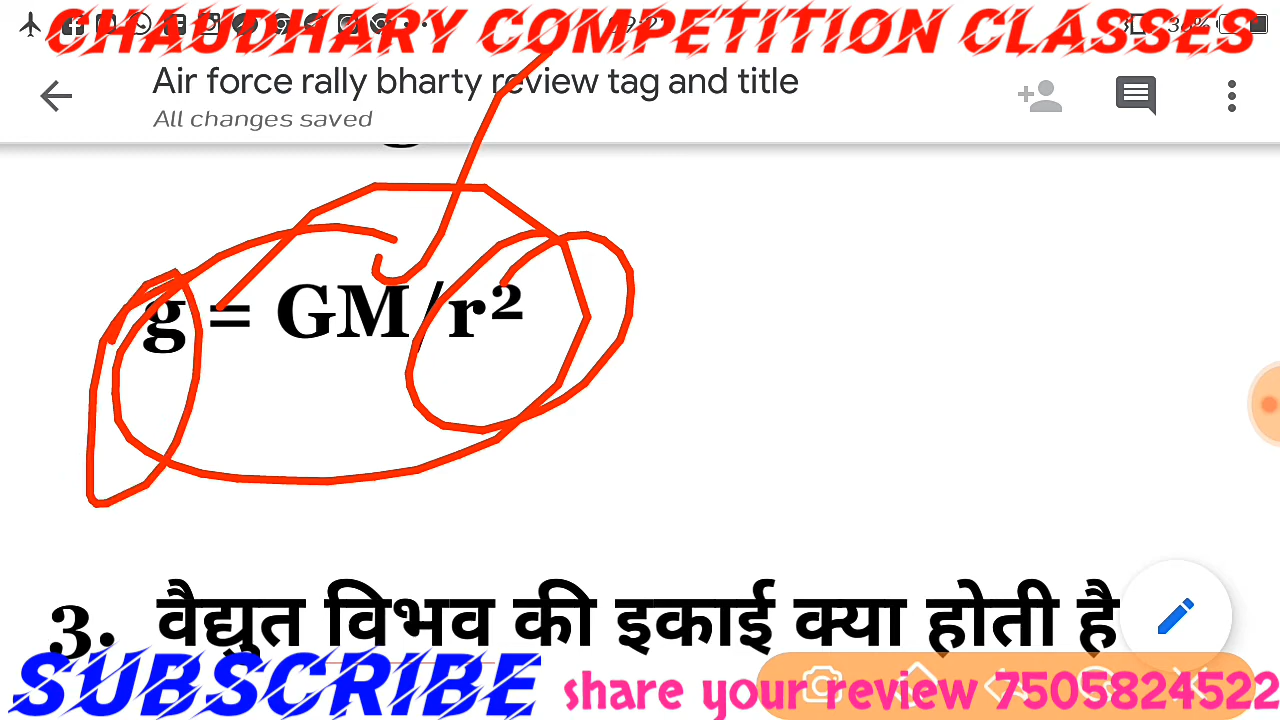 CHAUDHARY COMPETITION CLASSES
Air force rally bharty review tag and title
All changes saved
g = GM/r²
3. वैद्युत विभव की इकाई क्या होती है
SUBSCRIBE
share your review 7505824522